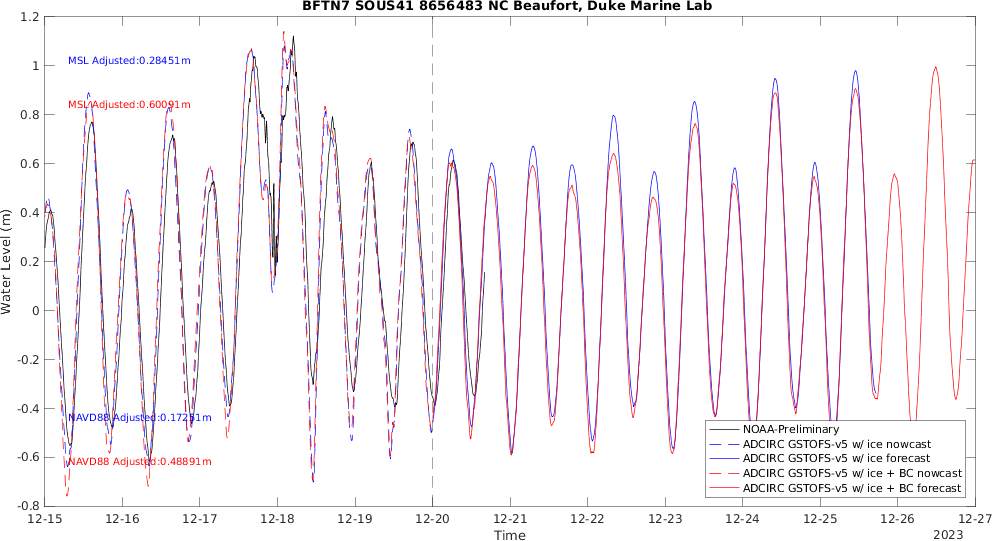 BFTN7 SOUS41 8656483 NC Beaufort, Duke Marine Lab
1.2
1
0.8
0.6
0.4
0.2
0
-0.2
-0.4
-0.6
-0.8
Water Level (m)
MSL Adjusted:0.28451m
MSL Adjusted:0.60091m
NAVD88 Adjusted:0.17251m
NAVD88 Adjusted:0.48891m
NOAA-Preliminary
ADCIRC GSTOFS-v5 w/ ice nowcast
ADCIRC GSTOFS-v5 w/ ice forecast
ADCIRC GSTOFS-v5 w/ ice + BC nowcast
ADCIRC GSTOFS-v5 w/ ice + BC forecast
12-15 12-16 12-17 12-18 12-19 12-20 12-21 12-22 12-23 12-24 12-25 12-26 12-27
Time
2023